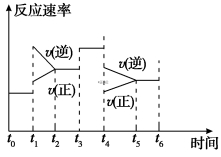 反应速率
v(逆)
v(正)
v(逆)
v(正)
t₀ t₁ t₂ t₃ t₄ t₅ t₆ 时间